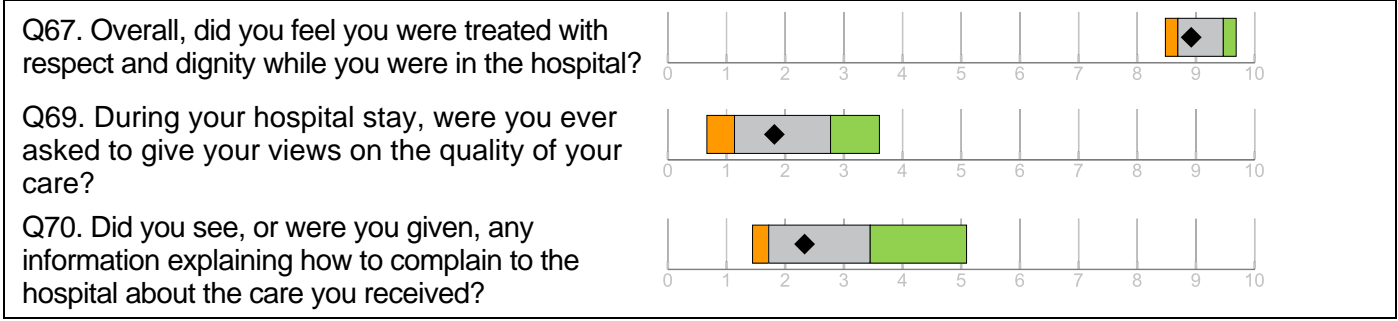 Q67. Overall, did you feel you were treated with
respect and dignity while you were in the hospital?
0 1 2 3 4 5 6 7 8 9 10
Q69. During your hospital stay, were you ever
asked to give your views on the quality of your
care?
0 1 2 3 4 5 6 7 8 9 10
Q70. Did you see, or were you given, any
information explaining how to complain to the
hospital about the care you received?
0 1 2 3 4 5 6 7 8 9 10